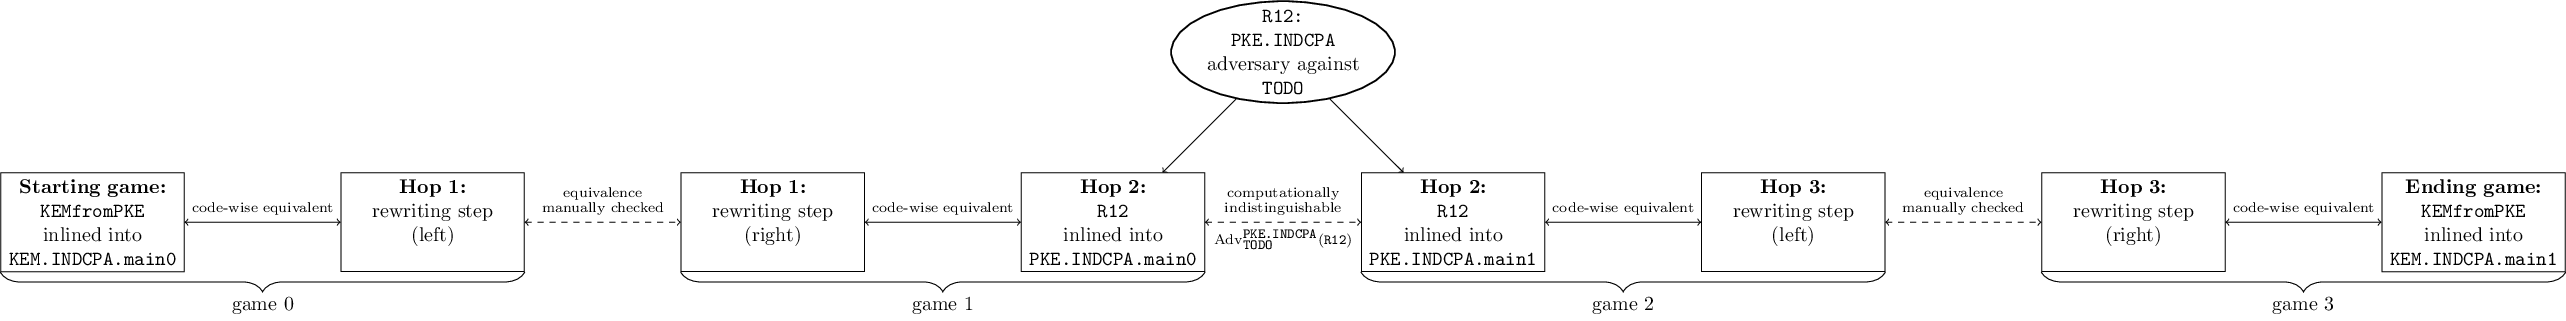 R12:
PKE.INDCPA
adversary against
TODO
Starting game:
KEMfromPKE
inlined into
KEM.INDCPA.main0
code-wise equivalent
Hop 1:
rewriting step
(left)
equivalence
manually checked
Hop 1:
rewriting step
(right)
code-wise equivalent
Hop 2:
R12
inlined into
PKE.INDCPA.main0
computationally
indistinguishable
Adv^{PKE.INDCPA}_{TODO}(R12)
Hop 2:
R12
inlined into
PKE.INDCPA.main1
code-wise equivalent
Hop 3:
rewriting step
(left)
equivalence
manually checked
Hop 3:
rewriting step
(right)
code-wise equivalent
Ending game:
KEMfromPKE
inlined into
KEM.INDCPA.main1
game 0
game 1
game 2
game 3